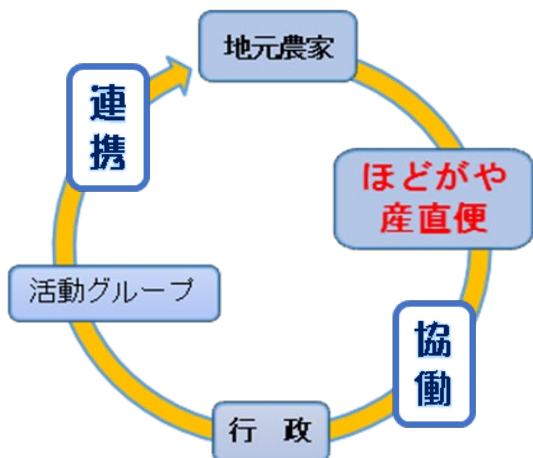 地元農家
連
携
ほどがや
産直便
活動グループ
協
働
行　政